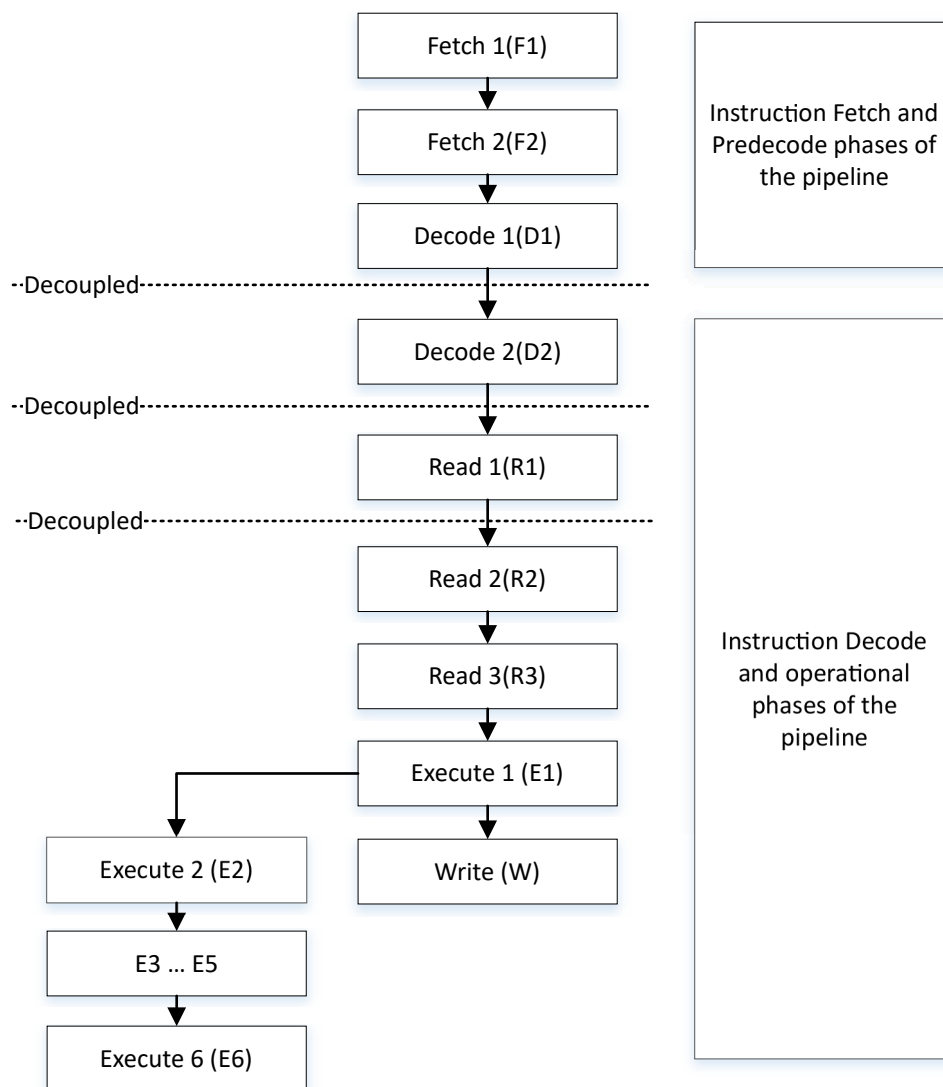 Fetch 1(F1)
Fetch 2(F2)
Decode 1(D1)
Instruction Fetch and
Predecode phases of
the pipeline
Decoupled
Decode 2(D2)
Decoupled
Read 1(R1)
Decoupled
Read 2(R2)
Read 3(R3)
Execute 1 (E1)
Write (W)
Execute 2 (E2)
E3 ... E5
Execute 6 (E6)
Instruction Decode
and operational
phases of the
pipeline